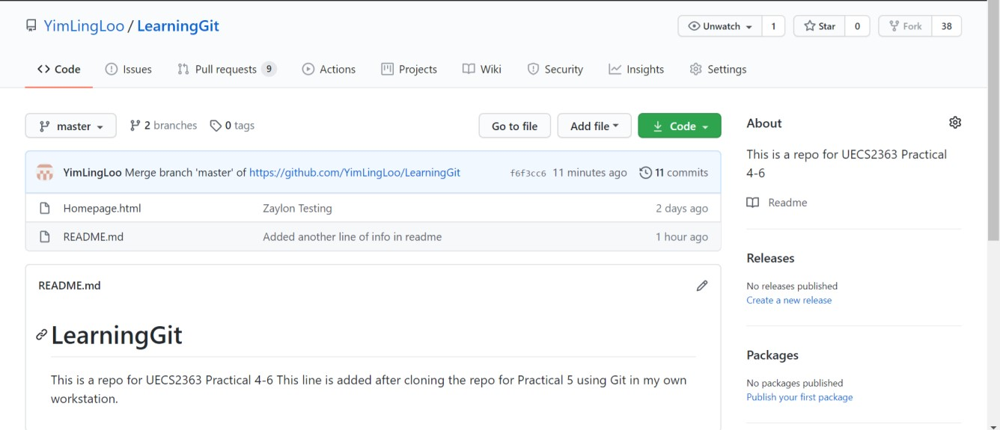 YimLingLoo / LearningGit
Unwatch 1 Star 0 Fork 38
Code Issues Pull requests 9 Actions Projects Wiki Security Insights Settings
master 2 branches 0 tags Go to file Add file Code
YimLingLoo Merge branch 'master' of https://github.com/YimLingLoo/LearningGit f6f3cc6 11 minutes ago 11 commits
Homepage.html Zaylon Testing 2 days ago
README.md Added another line of info in readme 1 hour ago
README.md
LearningGit
This is a repo for UECS2363 Practical 4-6 This line is added after cloning the repo for Practical 5 using Git in my own
workstation.
About
This is a repo for UECS2363 Practical
4-6
Readme
Releases
No releases published
Create a new release
Packages
No packages published
Publish your first package